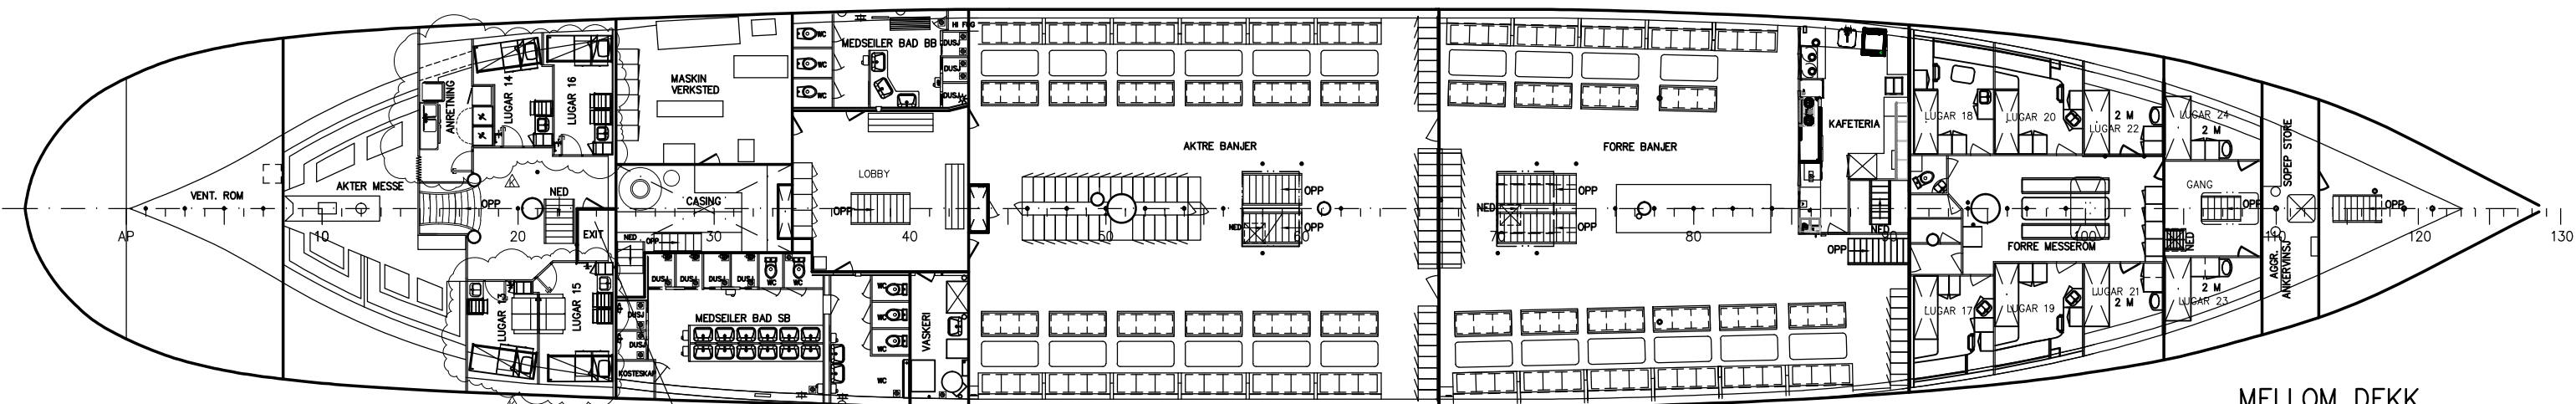 AP
VENT. ROM
AKTER MESSE
10
OPP
ANRETNING
LUGAR 14
LUGAR 16
20
NED
EXIT
LUGAR 13
LUGAR 15
MASKIN
VERKSTED
CASING
30
NED
OPP
DUSJ
DUSJ
DUSJ
DUSJ
WC
WC
DUSJ
DUSJ
KOSTESKAP
MEDSEILER BAD SB
WC
WC
WC
MEDSEILER BAD BB
HI FOG
DUSJ
DUSJ
DUSJ
LOBBY
OPP
40
WC
WC
WC
WC
VASKERI
AKTRE BANJER
50
OPP
OPP
NED
60
FORRE BANJER
NED
OPP
OPP
70
80
KAFETERIA
NED
OPP
90
LUGAR 18
LUGAR 20
2 M
LUGAR 22
LUGAR 24
2 M
FORRE MESSEROM
100
LUGAR 17
LUGAR 19
LUGAR 21
2 M
2 M
LUGAR 23
GANG
OPP
NED
SOPEP STORE
110
AGGR.
ANKERVINSJ
OPP
120
130
MELLOM DEKK